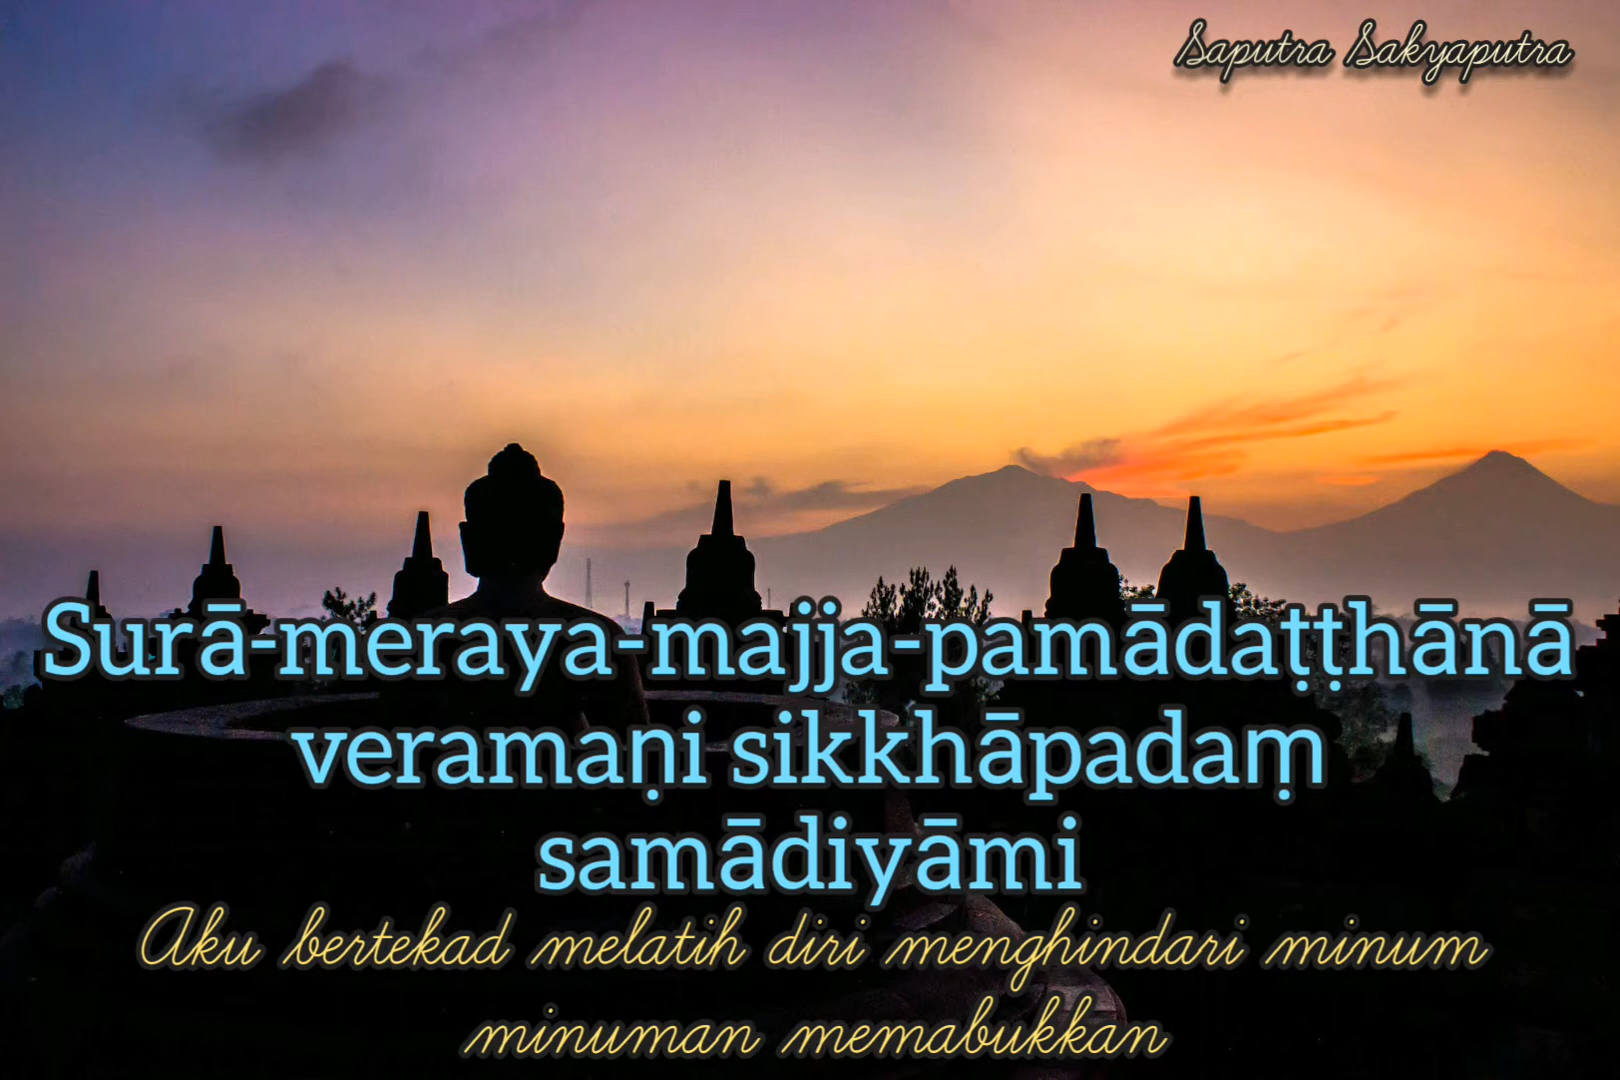 Saputra Sakyaputra
Surā-meraya-majja-pamādaṭṭhānā
veramaṇi sikkhāpadaṃ
samādiyāmi
Aku bertekad melatih diri menghindari minum
minuman memabukkan